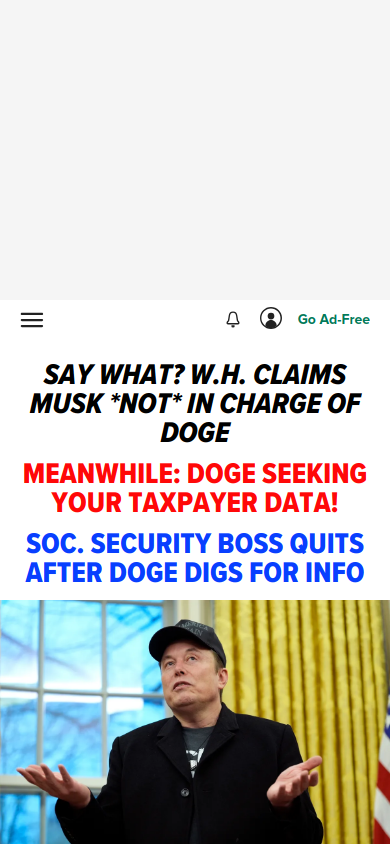 Go Ad-Free
SAY WHAT? W.H. CLAIMS
MUSK *NOT* IN CHARGE OF
DOGE
MEANWHILE: DOGE SEEKING
YOUR TAXPAYER DATA!
SOC. SECURITY BOSS QUITS
AFTER DOGE DIGS FOR INFO